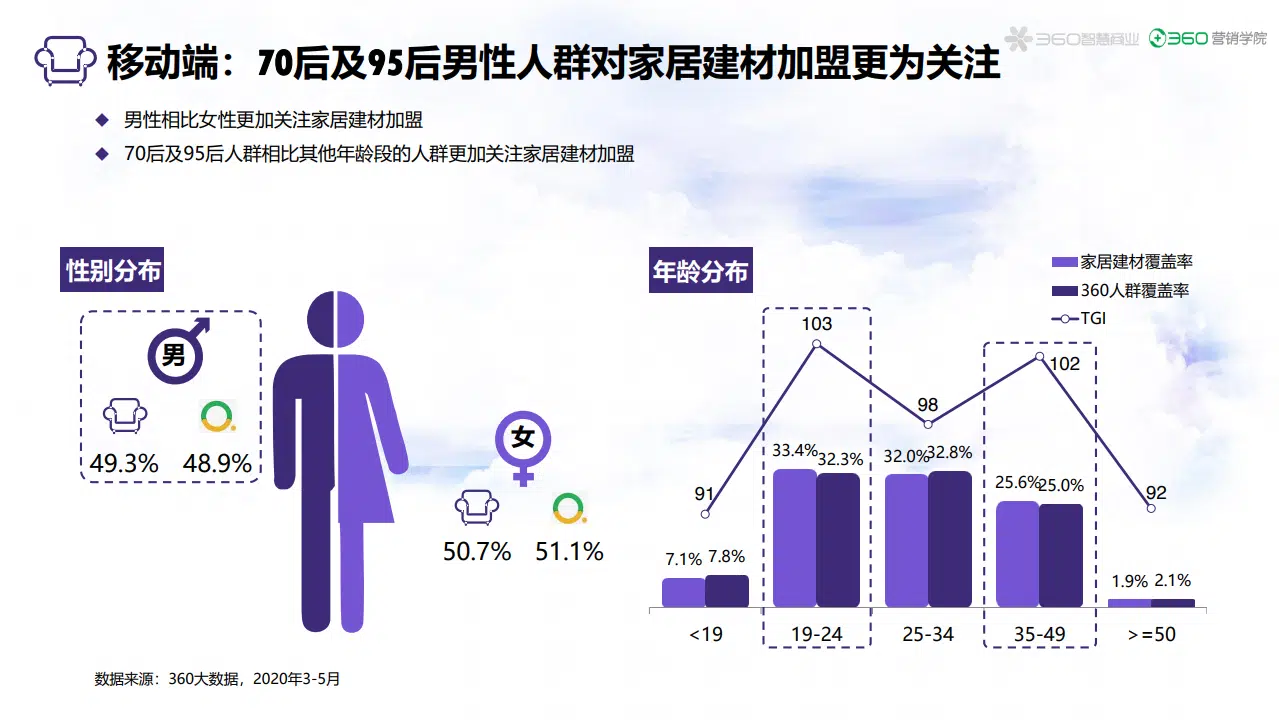 移动端：70后及95后男性人群对家居建材加盟更为关注
360智慧商业 360营销学院
男性相比女性更加关注家居建材加盟
70后及95后人群相比其他年龄段的人群更加关注家居建材加盟
性别分布
男
49.3% 48.9%
女
50.7% 51.1%
年龄分布
家居建材覆盖率
360人群覆盖率
TGI
91 103 98 102 92
7.1% 7.8% 33.4% 32.3% 32.0% 32.8% 25.6% 25.0% 1.9% 2.1%
<19 19-24 25-34 35-49 >=50
数据来源：360大数据，2020年3-5月